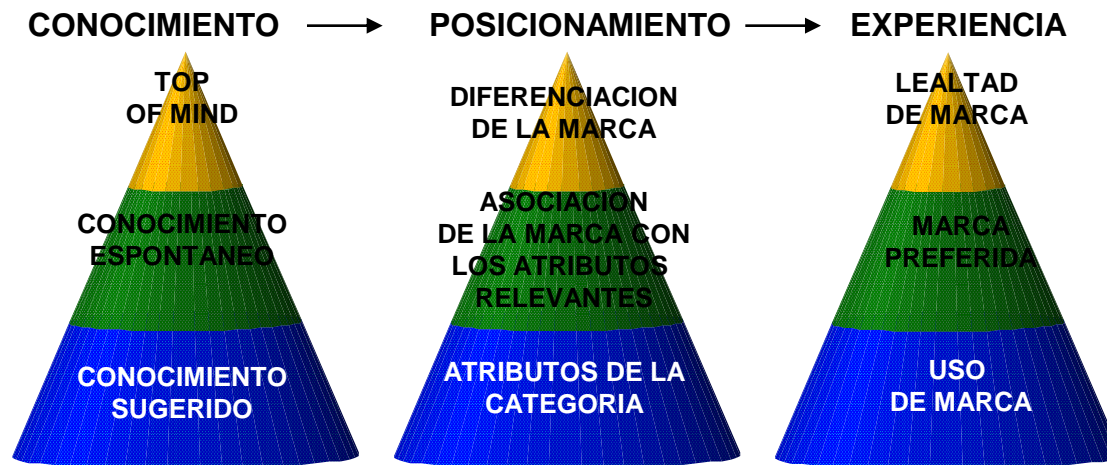 CONOCIMIENTO
POSICIONAMIENTO
EXPERIENCIA
TOP
OF MIND
CONOCIMIENTO
ESPONTANEO
CONOCIMIENTO
SUGERIDO
DIFERENCIACION
DE LA MARCA
ASOCIACION
DE LA MARCA CON
LOS ATRIBUTOS
RELEVANTES
ATRIBUTOS DE LA
CATEGORIA
LEALTAD
DE MARCA
MARCA
PREFERIDA
USO
DE MARCA